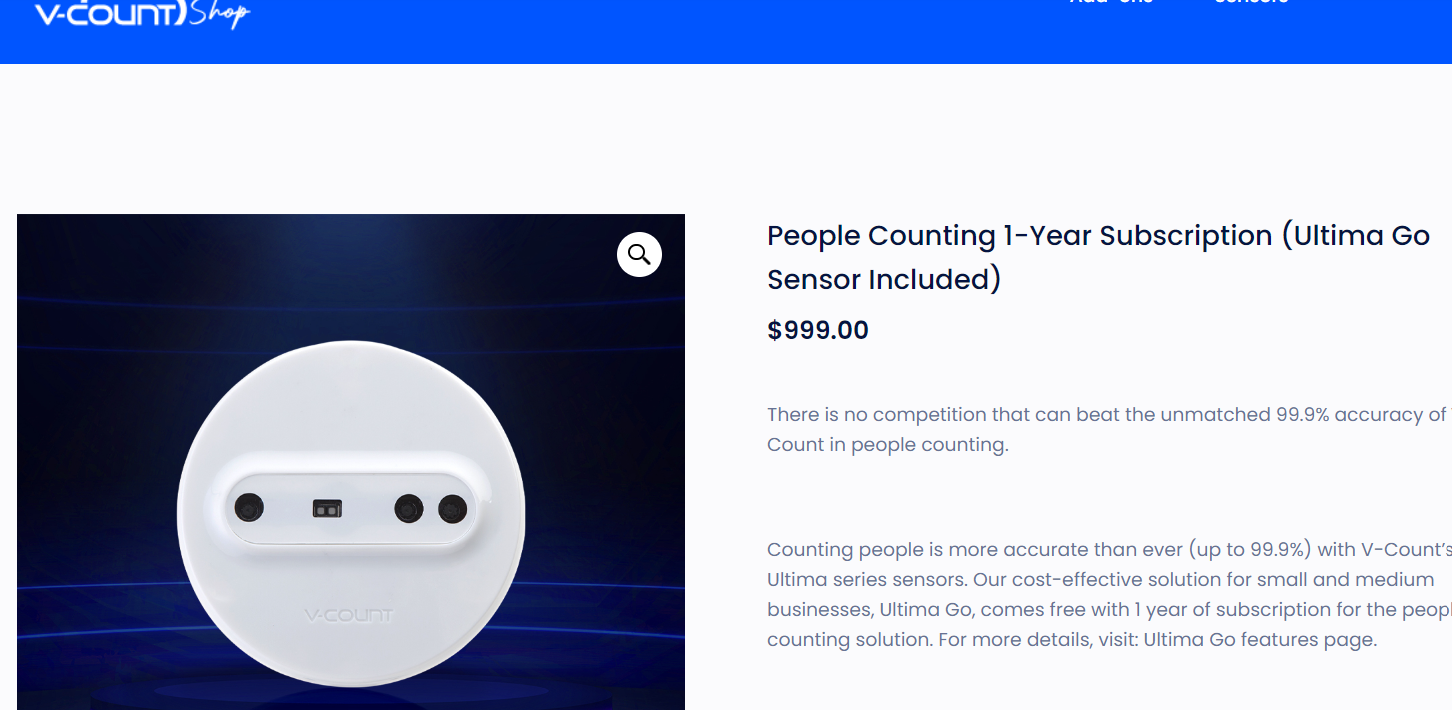 V-COUNT Shop
Add-ons Sensors
People Counting 1-Year Subscription (Ultima Go
Sensor Included)
$999.00
There is no competition that can beat the unmatched 99.9% accuracy of
Count in people counting.
Counting people is more accurate than ever (up to 99.9%) with V-Count’s
Ultima series sensors. Our cost-effective solution for small and medium
businesses, Ultima Go, comes free with 1 year of subscription for the peopl
counting solution. For more details, visit: Ultima Go features page.
V-COUNT